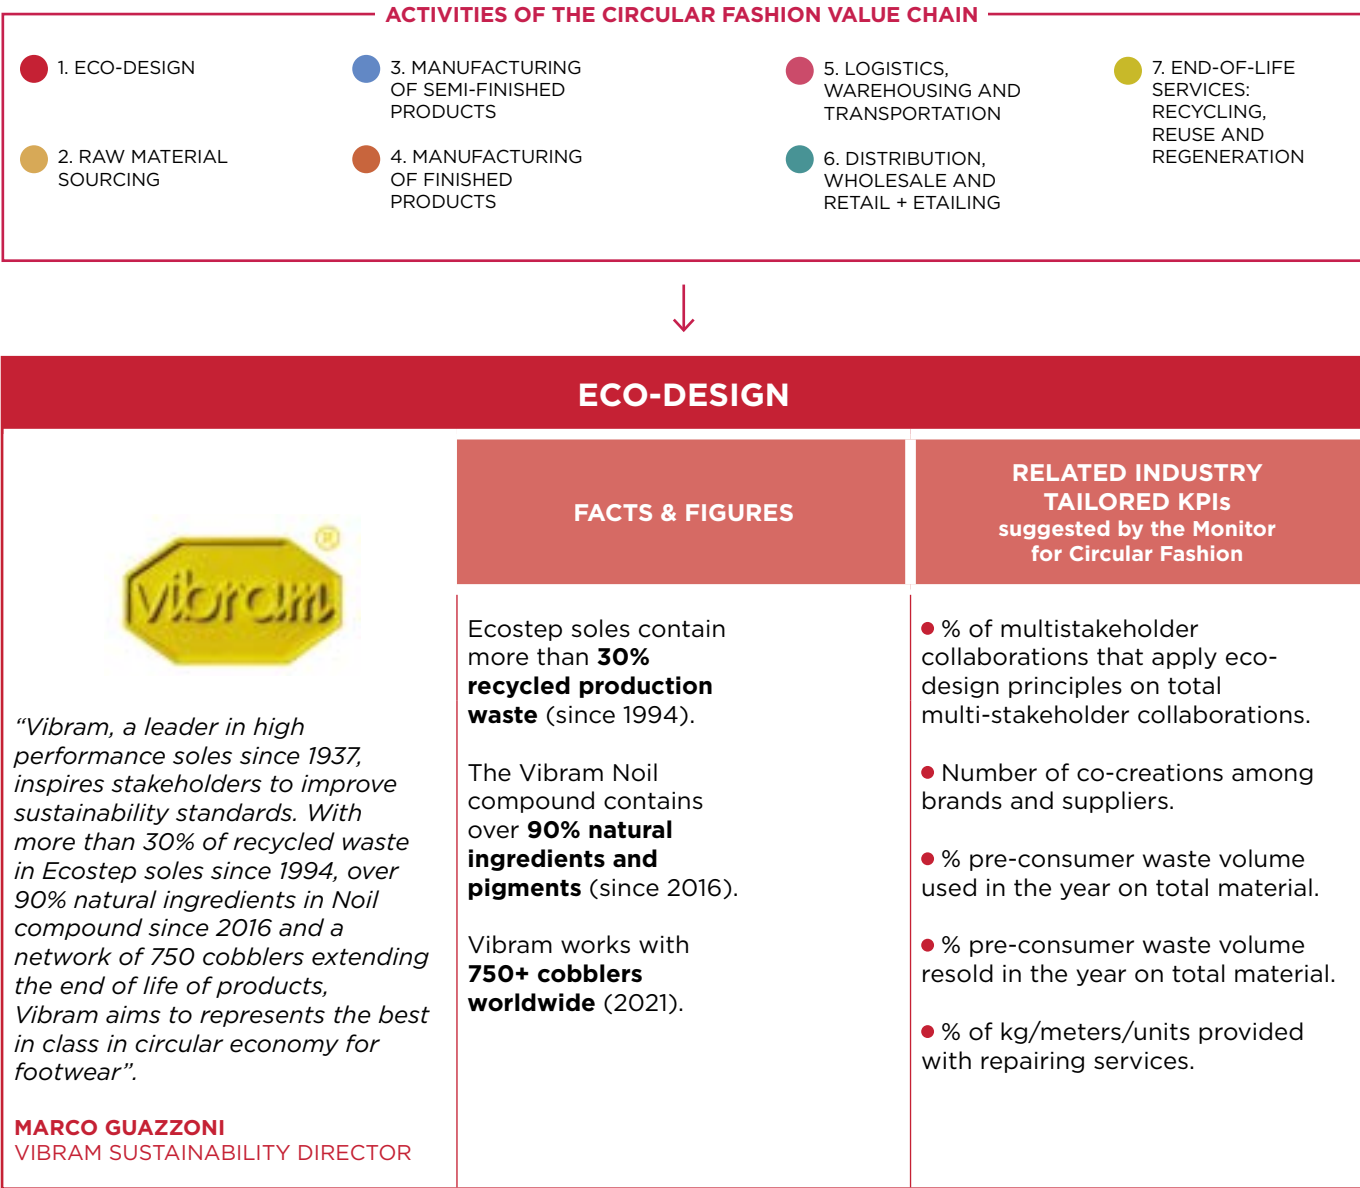 ACTIVITIES OF THE CIRCULAR FASHION VALUE CHAIN
1. ECO-DESIGN
2. RAW MATERIAL
SOURCING
3. MANUFACTURING
OF SEMI-FINISHED
PRODUCTS
4. MANUFACTURING
OF FINISHED
PRODUCTS
5. LOGISTICS,
WAREHOUSING AND
TRANSPORTATION
6. DISTRIBUTION,
WHOLESALE AND
RETAIL + ETAILING
7. END-OF-LIFE
SERVICES:
RECYCLING,
REUSE AND
REGENERATION
ECO-DESIGN
vibram®
“Vibram, a leader in high
performance soles since 1937,
inspires stakeholders to improve
sustainability standards. With
more than 30% of recycled waste
in Ecostep soles since 1994, over
90% natural ingredients in Noil
compound since 2016 and a
network of 750 cobblers extending
the end of life of products,
Vibram aims to represents the best
in class in circular economy for
footwear”.
MARCO GUAZZONI
VIBRAM SUSTAINABILITY DIRECTOR
FACTS & FIGURES
Ecostep soles contain
more than 30%
recycled production
waste (since 1994).
The Vibram Noil
compound contains
over 90% natural
ingredients and
pigments (since 2016).
Vibram works with
750+ cobblers
worldwide (2021).
RELATED INDUSTRY
TAILORED KPIs
suggested by the Monitor
for Circular Fashion
● % of multistakeholder
collaborations that apply eco-
design principles on total
multi-stakeholder collaborations.
● Number of co-creations among
brands and suppliers.
● % pre-consumer waste volume
used in the year on total material.
● % pre-consumer waste volume
resold in the year on total material.
● % of kg/meters/units provided
with repairing services.